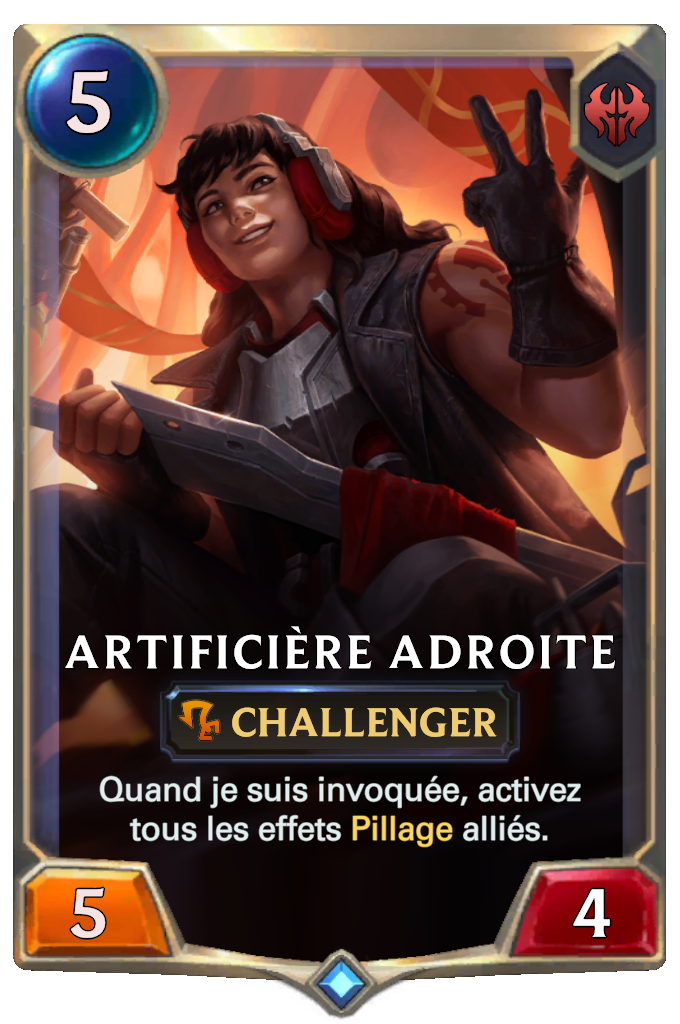 5
ARTIFICIÈRE ADROITE
CHALLENGER
Quand je suis invoquée, activez
tous les effets Pillage alliés.
5
4